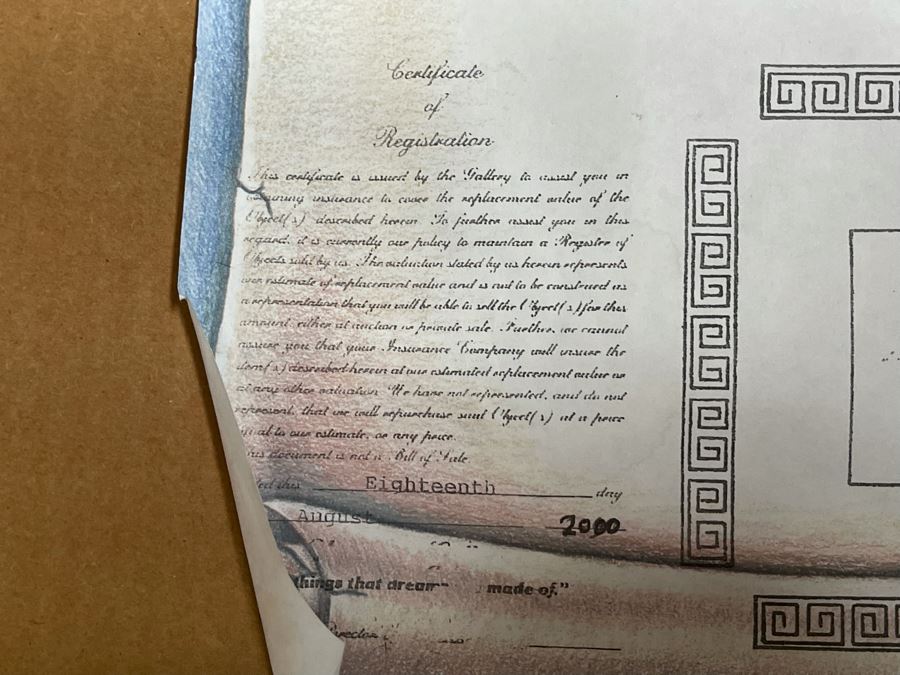 Certificate
of
Registration
This certificate is issued by the Gallery to assist you in
insurance to cover the replacement value of the
Object(s) described herein. To further assist you in this
regard, it is currently our policy to maintain a Register of
Objects sold by us. The valuation stated by us herein represents
our estimate of replacement value and is not to be construed as
a representation that you will be able to sell the Object(s) for this
amount either at auction or private sale. Further, we cannot
assure you that your Insurance Company will insure the
Item(s) described herein at our estimated replacement value or
at any other valuation. We have not represented, and do not
represent, that we will repurchase said Object(s) at a price
to our estimate, or any price.
document is not a Bill of Sale.
this Eighteenth day
August 2000
things that made of."